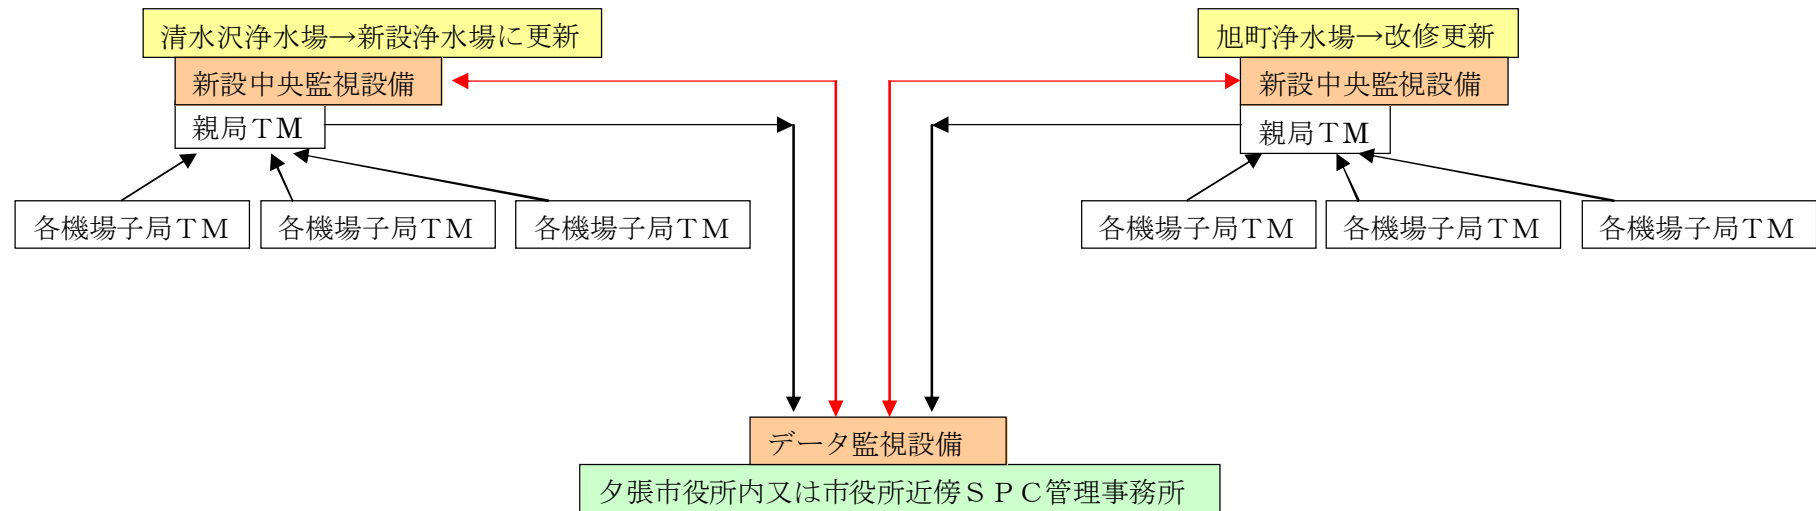 清水沢浄水場→新設浄水場に更新
新設中央監視設備
親局ＴＭ
各機場子局ＴＭ
各機場子局ＴＭ
各機場子局ＴＭ
旭町浄水場→改修更新
新設中央監視設備
親局ＴＭ
各機場子局ＴＭ
各機場子局ＴＭ
各機場子局ＴＭ
データ監視設備
夕張市役所内又は市役所近傍ＳＰＣ管理事務所